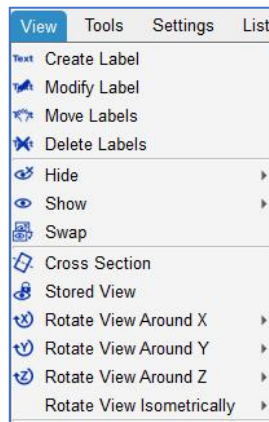 View Tools Settings List
Text Create Label
Modify Label
Move Labels
Delete Labels
Hide
Show
Swap
Cross Section
Stored View
X Rotate View Around X
Y Rotate View Around Y
Z Rotate View Around Z
Rotate View Isometrically